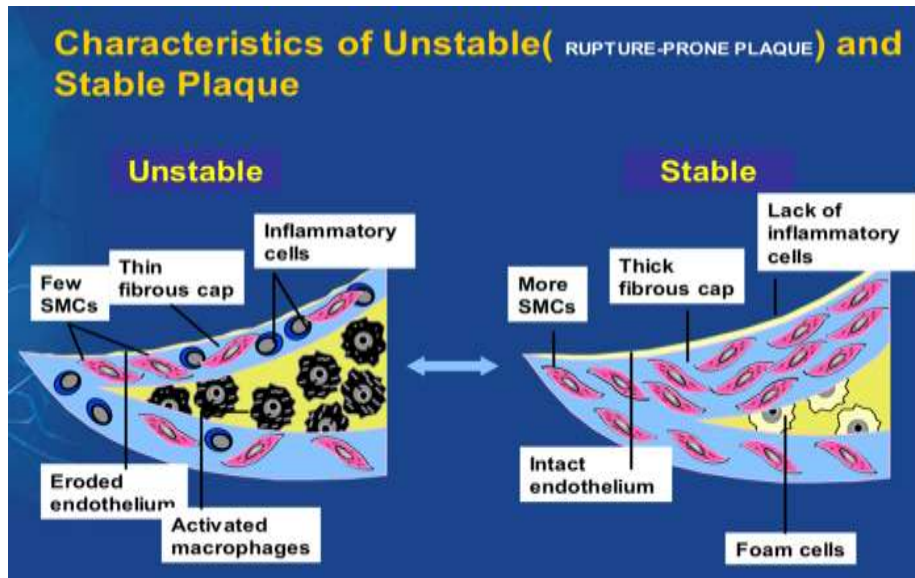 Characteristics of Unstable( RUPTURE-PRONE PLAQUE) and
Stable Plaque
Unstable
Stable
Few
SMCs
Thin
fibrous cap
Inflammatory
cells
Eroded
endothelium
Activated
macrophages
More
SMCs
Thick
fibrous cap
Lack of
inflammatory
cells
Intact
endothelium
Foam cells